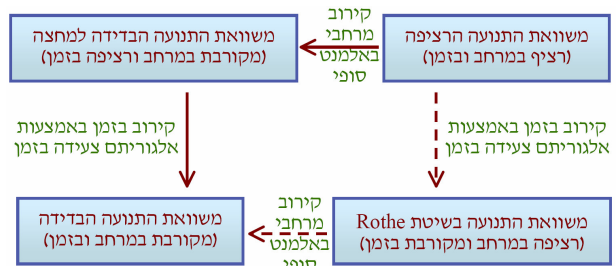 משוואת התנועה הרציפה
(רציף במרחב ובזמן)
קירוב
מרחבי
באלמנט
סופי
משוואת התנועה הבדידה למחצה
(מקורבת במרחב ורציפה בזמן)
קירוב בזמן באמצעות
אלגוריתם צעידה בזמן
קירוב בזמן באמצעות
אלגוריתם צעידה בזמן
משוואת התנועה בשיטת Rothe
(רציפה במרחב ומקורבת בזמן)
קירוב
מרחבי
באלמנט
סופי
משוואת התנועה הבדידה
(מקורבת במרחב ובזמן)